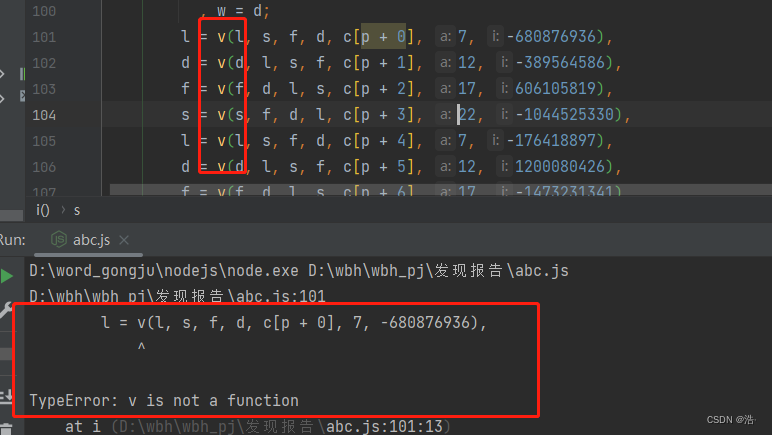 100 , w = d;
101 l = v(l, s, f, d, c[p + 0], a: 7, i: -680876936),
102 d = v(d, l, s, f, c[p + 1], a: 12, i: -389564586),
103 f = v(f, d, l, s, c[p + 2], a: 17, i: 606105819),
104 s = v(s, f, d, l, c[p + 3], a: 22, i: -1044525330),
105 l = v(l, s, f, d, c[p + 4], a: 7, i: -176418897),
106 d = v(d, l, s, f, c[p + 5], a: 12, i: 1200080426),
107 f = v(f, d, l, s, c[p + 6], a: 17, i: -1473231341)
i() › s
Run: abc.js ×
D:\word_gongju\nodejs\node.exe D:\wbh\wbh_pj\发现报告\abc.js
D:\wbh\wbh_pj\发现报告\abc.js:101
l = v(l, s, f, d, c[p + 0], 7, -680876936),
^
TypeError: v is not a function
at i (D:\wbh\wbh_pj\发现报告\abc.js:101:13)
CSDN @浩·